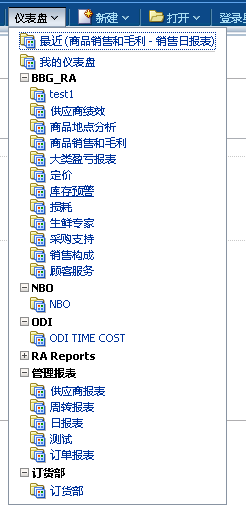 仪表盘 新建 打开 登录
最近 (商品销售和毛利 - 销售日报表)
我的仪表盘
BBG_RA
test1
供应商绩效
商品地点分析
商品销售和毛利
大类盈亏报表
定价
库存预警
损耗
生鲜专家
采购支持
销售构成
顾客服务
NBO
NBO
ODI
ODI TIME COST
RA Reports
管理报表
供应商报表
周转报表
日报表
测试
订单报表
订货部
订货部